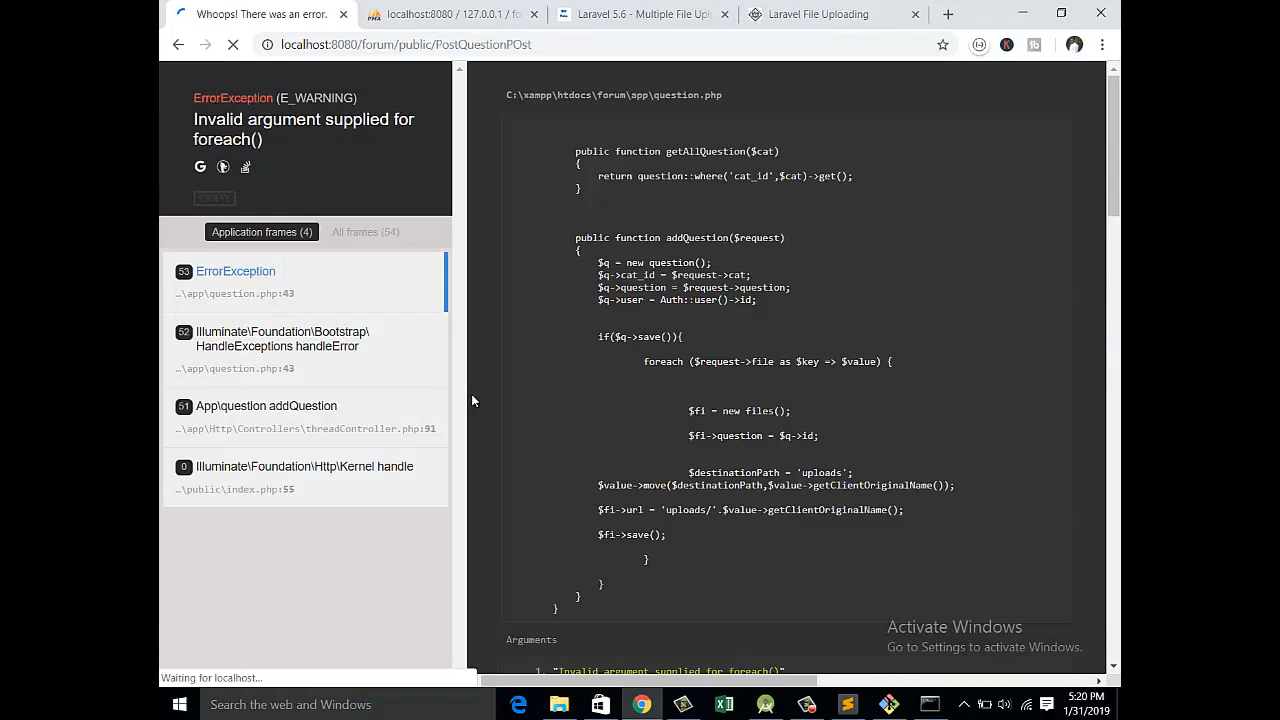 Whoops! There was an error.
localhost:8080 / 127.0.0.1 / fo
Laravel 5.6 - Multiple File Upl
Laravel File Uploading
localhost:8080/forum/public/PostQuestionPOst
ErrorException (E_WARNING)
Invalid argument supplied for
foreach()
COPY
Application frames (4)
All frames (54)
53 ErrorException
…\app\question.php:43
52 Illuminate\Foundation\Bootstrap\
HandleExceptions handleError
…\app\question.php:43
51 App\question addQuestion
…\app\Http\Controllers\threadController.php:91
0 Illuminate\Foundation\Http\Kernel handle
…\public\index.php:55
C:\xampp\htdocs\forum\app\question.php
public function getAllQuestion($cat)
{
return question::where('cat_id',$cat)->get();
}
public function addQuestion($request)
{
$q = new question();
$q->cat_id = $request->cat;
$q->question = $request->question;
$q->user = Auth::user()->id;
if($q->save()){
foreach ($request->file as $key => $value) {
$fi = new files();
$fi->question = $q->id;
$destinationPath = 'uploads';
$value->move($destinationPath,$value->getClientOriginalName());
$fi->url = 'uploads/'.$value->getClientOriginalName();
$fi->save();
}
}
}
}
Arguments
1. "Invalid argument supplied for foreach()"
Activate Windows
Go to Settings to activate Windows.
Waiting for localhost...
Search the web and Windows
5:20 PM
1/31/2019